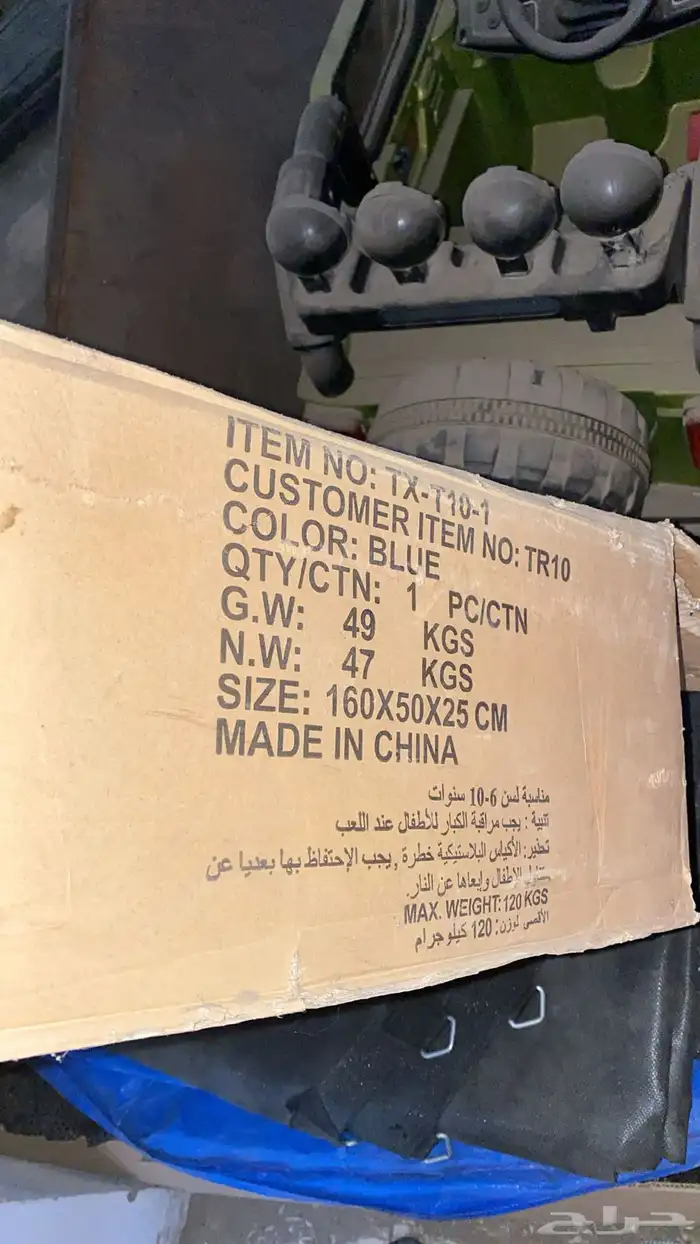 ITEM NO: TX-T10-1
CUSTOMER ITEM NO: TR10
COLOR: BLUE
QTY/CTN: 1 PC/CTN
G.W: 49 KGS
N.W: 47 KGS
SIZE: 160X50X25 CM
MADE IN CHINA
مناسبة لسن 6-10 سنوات
تنبية : يجب مراقبة الكبار للأطفال عند اللعب
تحذير: الأكياس البلاستيكية خطرة , يجب الإحتفاظ بها بعديا عن
الاطفال وإبعاها عن النار.
MAX. WEIGHT: 120 KGS
الأقصى لوزن: 120 كيلو جرام
حراج